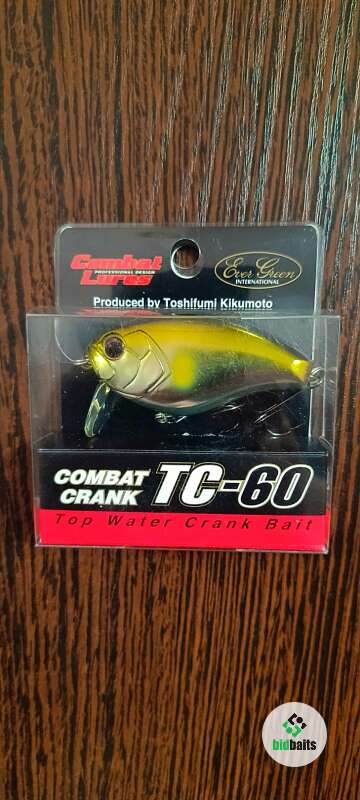 Combat
PROFESSIONAL DESIGN
Lures
Ever Green
INTERNATIONAL
Produced by Toshifumi Kikumoto
COMBAT
CRANK
TC-60
Top Water Crank Bait
bidbaits